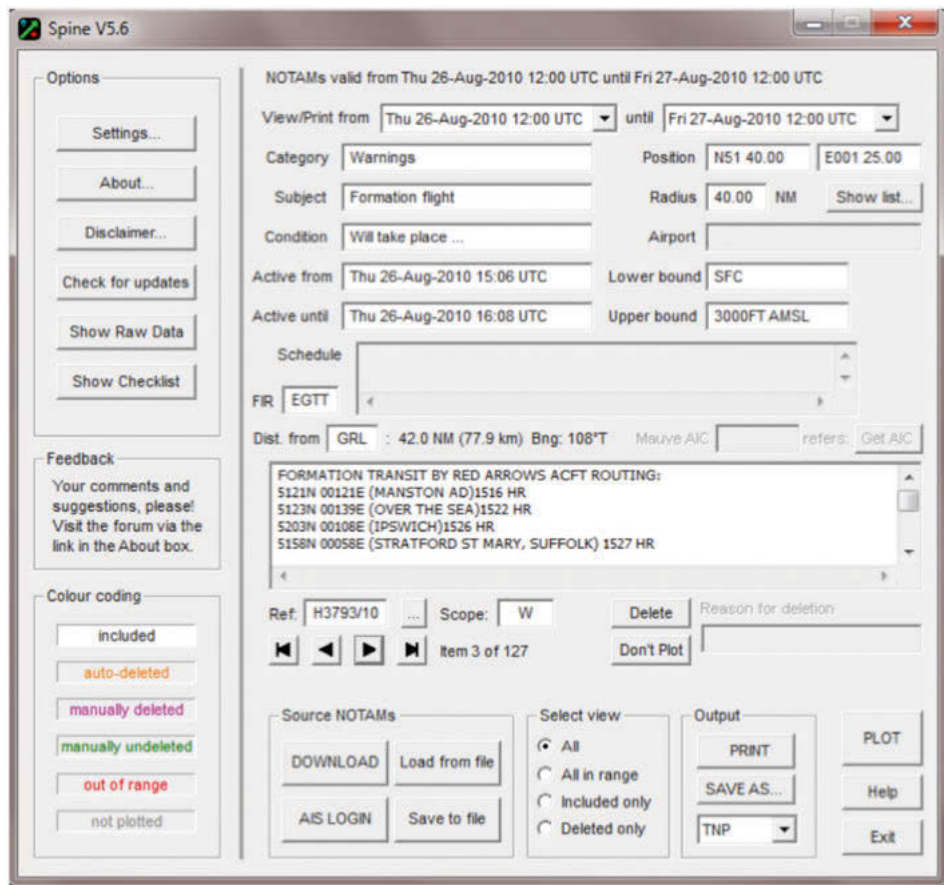 Spine V5.6
Options
Settings...
About...
Disclaimer...
Check for updates
Show Raw Data
Show Checklist
Feedback
Your comments and
suggestions, please!
Visit the forum via the
link in the About box.
Colour coding
included
auto-deleted
manually deleted
manually undeleted
out of range
not plotted
NOTAMs valid from Thu 26-Aug-2010 12:00 UTC until Fri 27-Aug-2010 12:00 UTC
View/Print from Thu 26-Aug-2010 12:00 UTC until Fri 27-Aug-2010 12:00 UTC
Category Warnings Position N51 40.00 E001 25.00
Subject Formation flight Radius 40.00 NM Show list...
Condition Will take place ... Airport
Active from Thu 26-Aug-2010 15:06 UTC Lower bound SFC
Active until Thu 26-Aug-2010 16:08 UTC Upper bound 3000FT AMSL
Schedule
FIR EGTT
Dist. from GRL : 42.0 NM (77.9 km) Bng: 108°T Mauve AIC refers: Get AIC
FORMATION TRANSIT BY RED ARROWS ACFT ROUTING:
5121N 00121E (MANSTON AD)1516 HR
5123N 00139E (OVER THE SEA)1522 HR
5203N 00108E (IPSWICH)1526 HR
5158N 00058E (STRATFORD ST MARY, SUFFOLK) 1527 HR
Ref: H3793/10 ... Scope: W Delete Reason for deletion
Item 3 of 127 Don't Plot
Source NOTAMs
DOWNLOAD Load from file
AIS LOGIN Save to file
Select view
All
All in range
Included only
Deleted only
Output
PRINT
SAVE AS...
TNP
PLOT
Help
Exit